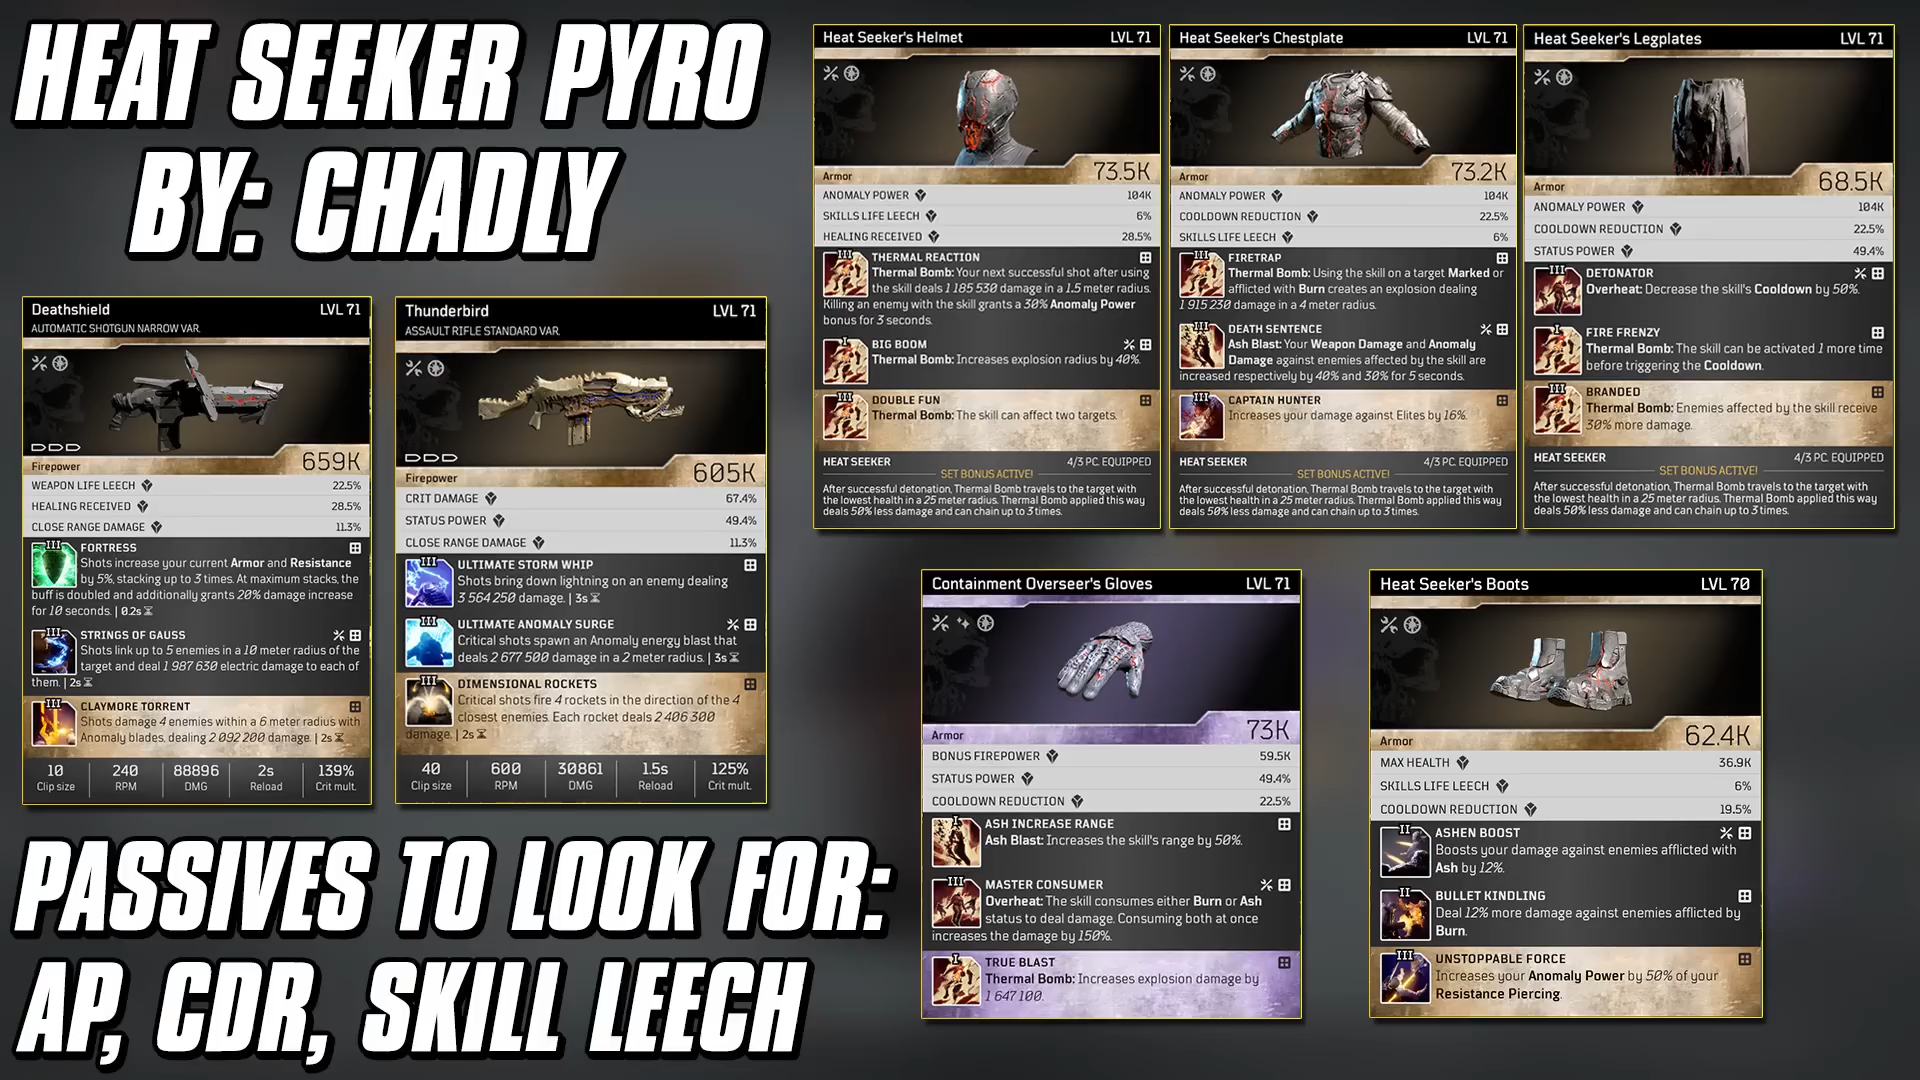 HEAT SEEKER PYRO
BY: CHADLY
Deathshield LVL 71
AUTOMATIC SHOTGUN NARROW VAR.
Firepower 659K
WEAPON LIFE LEECH 22.5%
HEALING RECEIVED 28.5%
CLOSE RANGE DAMAGE 11.3%
III FORTRESS
Shots increase your current Armor and Resistance
by 5%, stacking up to 3 times. At maximum stacks, the
buff is doubled and additionally grants 20% damage increase
for 10 seconds. | 0.2s
III STRINGS OF GAUSS
Shots link up to 5 enemies in a 10 meter radius of the
target and deal 1 987 630 electric damage to each of
them. | 2s
III CLAYMORE TORRENT
Shots damage 4 enemies within a 6 meter radius with
Anomaly blades, dealing 2 092 200 damage. | 2s
10 240 88896 2s 139%
Clip size RPM DMG Reload Crit mult.
Thunderbird LVL 71
ASSAULT RIFLE STANDARD VAR.
Firepower 605K
CRIT DAMAGE 67.4%
STATUS POWER 49.4%
CLOSE RANGE DAMAGE 11.3%
III ULTIMATE STORM WHIP
Shots bring down lightning on an enemy dealing
3 564 250 damage. | 3s
III ULTIMATE ANOMALY SURGE
Critical shots spawn an Anomaly energy blast that
deals 2 677 500 damage in a 2 meter radius. | 3s
III DIMENSIONAL ROCKETS
Critical shots fire 4 rockets in the direction of the 4
closest enemies. Each rocket deals 2 406 300
damage. | 2s
40 600 30861 1.5s 125%
Clip size RPM DMG Reload Crit mult.
Heat Seeker's Helmet LVL 71
Armor 73.5K
ANOMALY POWER 104K
SKILLS LIFE LEECH 6%
HEALING RECEIVED 28.5%
III THERMAL REACTION
Thermal Bomb: Your next successful shot after using
the skill deals 1 185 530 damage in a 1.5 meter radius.
Killing an enemy with the skill grants a 30% Anomaly Power
bonus for 3 seconds.
I BIG BOOM
Thermal Bomb: Increases explosion radius by 40%.
III DOUBLE FUN
Thermal Bomb: The skill can affect two targets.
HEAT SEEKER 4/3 PC. EQUIPPED
SET BONUS ACTIVE!
After successful detonation, Thermal Bomb travels to the target with
the lowest health in a 25 meter radius. Thermal Bomb applied this way
deals 50% less damage and can chain up to 3 times.
Heat Seeker's Chestplate LVL 71
Armor 73.2K
ANOMALY POWER 104K
COOLDOWN REDUCTION 22.5%
SKILLS LIFE LEECH 6%
III FIRETRAP
Thermal Bomb: Using the skill on a target Marked or
afflicted with Burn creates an explosion dealing
1 915 230 damage in a 4 meter radius.
III DEATH SENTENCE
Ash Blast: Your Weapon Damage and Anomaly
Damage against enemies affected by the skill are
increased respectively by 40% and 30% for 5 seconds.
III CAPTAIN HUNTER
Increases your damage against Elites by 16%.
HEAT SEEKER 4/3 PC. EQUIPPED
SET BONUS ACTIVE!
After successful detonation, Thermal Bomb travels to the target with
the lowest health in a 25 meter radius. Thermal Bomb applied this way
deals 50% less damage and can chain up to 3 times.
Heat Seeker's Legplates LVL 71
Armor 68.5K
ANOMALY POWER 104K
COOLDOWN REDUCTION 22.5%
STATUS POWER 49.4%
III DETONATOR
Overheat: Decrease the skill's Cooldown by 50%.
I FIRE FRENZY
Thermal Bomb: The skill can be activated 1 more time
before triggering the Cooldown.
III BRANDED
Thermal Bomb: Enemies affected by the skill receive
30% more damage.
HEAT SEEKER 4/3 PC. EQUIPPED
SET BONUS ACTIVE!
After successful detonation, Thermal Bomb travels to the target with
the lowest health in a 25 meter radius. Thermal Bomb applied this way
deals 50% less damage and can chain up to 3 times.
Containment Overseer's Gloves LVL 71
Armor 73K
BONUS FIREPOWER 59.5K
STATUS POWER 49.4%
COOLDOWN REDUCTION 22.5%
I ASH INCREASE RANGE
Ash Blast: Increases the skill's range by 50%.
III MASTER CONSUMER
Overheat: The skill consumes either Burn or Ash
status to deal damage. Consuming both at once
increases the damage by 150%.
I TRUE BLAST
Thermal Bomb: Increases explosion damage by
1 647 100.
Heat Seeker's Boots LVL 70
Armor 62.4K
MAX HEALTH 36.9K
SKILLS LIFE LEECH 6%
COOLDOWN REDUCTION 19.5%
II ASHEN BOOST
Boosts your damage against enemies afflicted with
Ash by 12%.
II BULLET KINDLING
Deal 12% more damage against enemies afflicted by
Burn.
III UNSTOPPABLE FORCE
Increases your Anomaly Power by 50% of your
Resistance Piercing.
PASSIVES TO LOOK FOR:
AP, CDR, SKILL LEECH